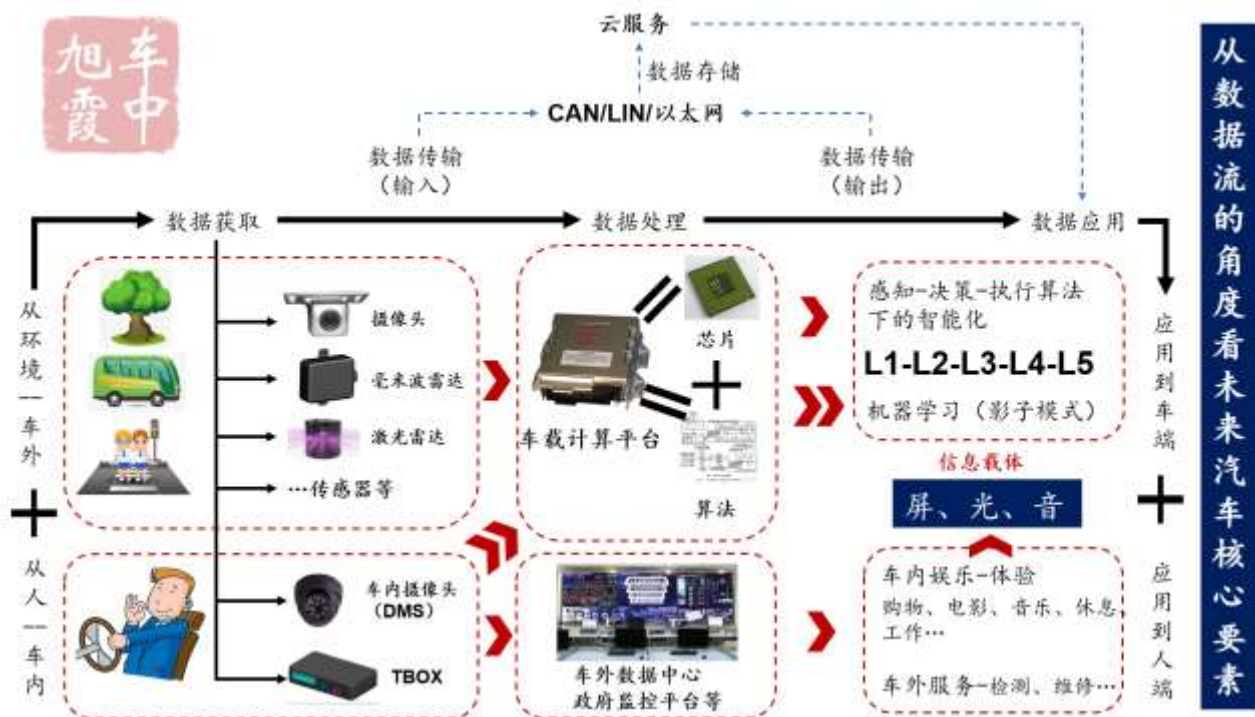 车中旭霞
云服务
数据存储
CAN/LIN/以太网
数据传输
（输入）
数据传输
（输出）
数据获取
数据处理
数据应用
从环境--车外
+
从人--车内
摄像头
毫米波雷达
激光雷达
…传感器等
车内摄像头
（DMS）
TBOX
芯片
+
车载计算平台
算法
车外数据中心
政府监控平台等
感知-决策-执行算法
下的智能化
L1-L2-L3-L4-L5
机器学习（影子模式）
信息载体
屏、光、音
车内娱乐-体验
购物、电影、音乐、休息、
工作…
车外服务-检测、维修…
应用到车端
+
应用到人端
从数据流的角度看未来汽车核心要素